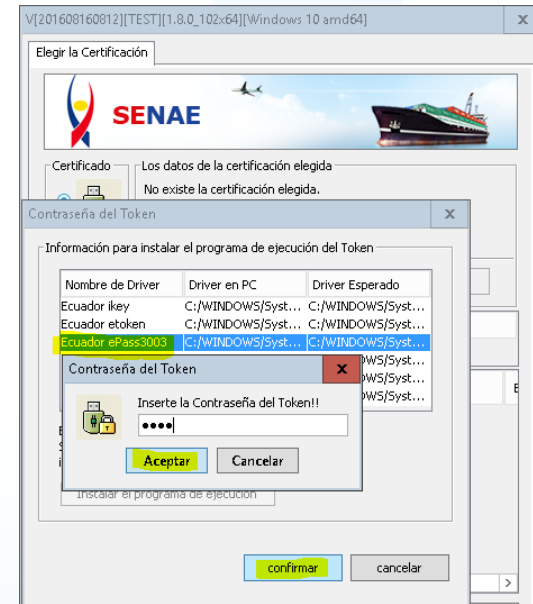 V[201608160812][TEST][1.8.0_102x64][Windows 10 amd64] x
Elegir la Certificación
SENAE
Certificado Los datos de la certificación elegida
No existe la certificación elegida.
Contraseña del Token x
Información para instalar el programa de ejecución del Token
Nombre de Driver Driver en PC Driver Esperado
Ecuador ikey C:/WINDOWS/Syst... C:/WINDOWS/Syst...
Ecuador etoken C:/WINDOWS/Syst... C:/WINDOWS/Syst...
Ecuador ePass3003 C:/WINDOWS/Syst... C:/WINDOWS/Syst...
Contraseña del Token x
Inserte la Contraseña del Token!!
••••
Aceptar Cancelar
Instalar el programa de ejecución
confirmar cancelar